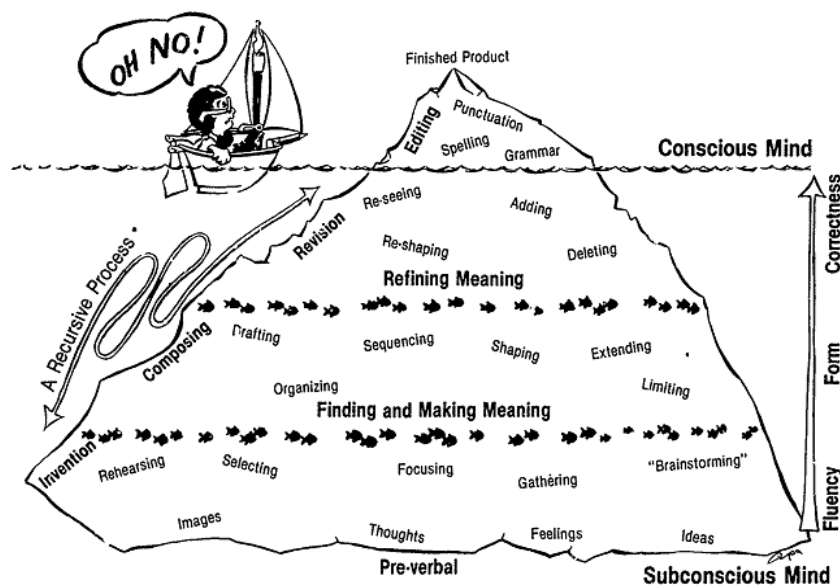 OH NO!
Finished Product
Editing
Punctuation
Spelling
Grammar
Conscious Mind
Re-seeing
Adding
Revision
Re-shaping
Deleting
Refining Meaning
A Recursive Process
Correctness
Composing
Drafting
Sequencing
Shaping
Extending
Form
Organizing
Limiting
Finding and Making Meaning
Invention
Rehearsing
Selecting
Focusing
Gathering
"Brainstorming"
Fluency
Images
Thoughts
Feelings
Ideas
Pre-verbal
Subconscious Mind